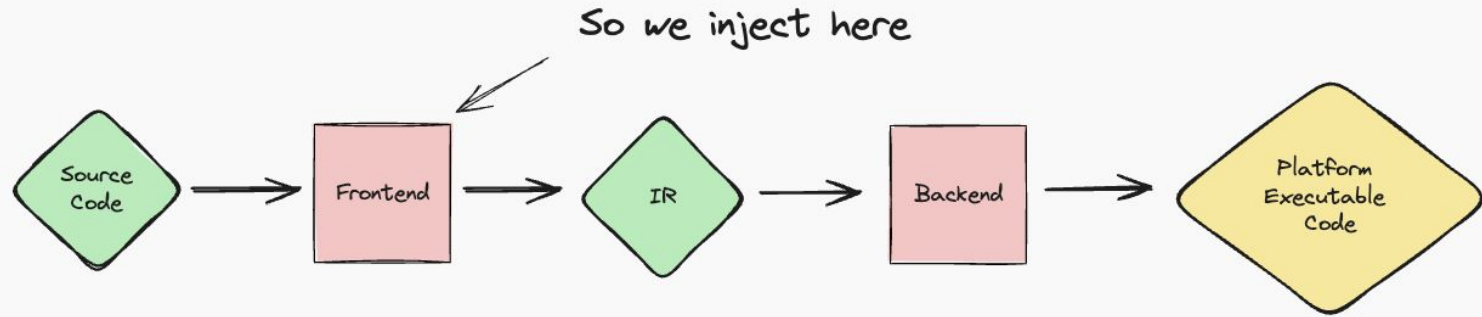 So we inject here
Source
Code
Frontend
IR
Backend
Platform
Executable
Code